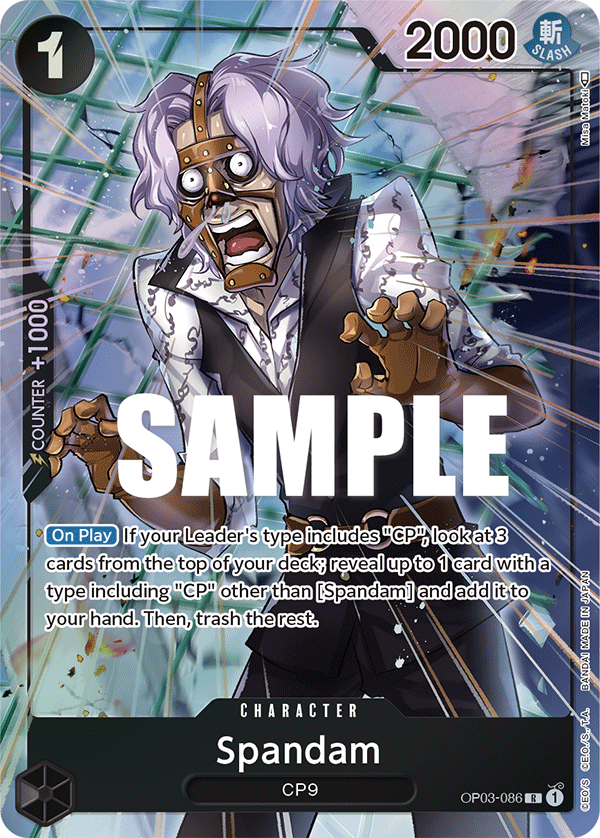 1
2000
斬
SLASH
Misa Matoki
COUNTER +1000
SAMPLE
On Play If your Leader's type includes "CP", look at 3
cards from the top of your deck; reveal up to 1 card with a
type including "CP" other than [Spandam] and add it to
your hand. Then, trash the rest.
CHARACTER
Spandam
CP9
OP03-086 R 1
©E.O/S ©E.O./S., T.A. BANDAI MADE IN JAPAN